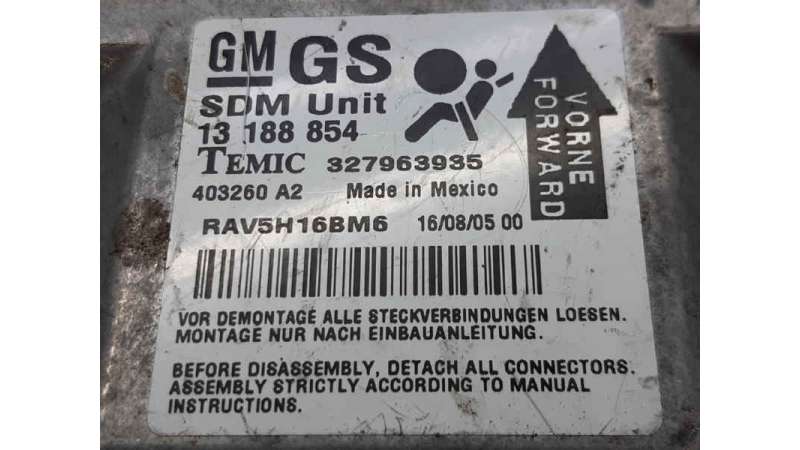 GM GS
SDM Unit
13 188 854
TEMIC 327963935
403260 A2 Made in Mexico
RAV5H16BM6 16/08/05 00
VORNE
FORWARD
VOR DEMONTAGE ALLE STECKVERBINDUNGEN LOESEN.
MONTAGE NUR NACH EINBAUANLEITUNG.
BEFORE DISASSEMBLY, DETACH ALL CONNECTORS.
ASSEMBLY STRICTLY ACCORDING TO MANUAL
INSTRUCTIONS.